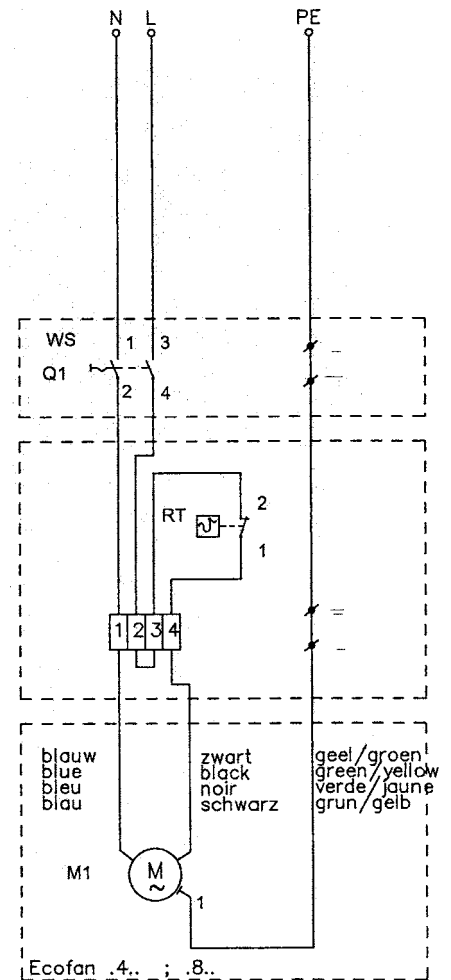 N L PE
WS 1 3
Q1
2 4
RT 2
1
1 2 3 4
blauw zwart geel/groen
blue black green/yellow
bleu noir verde/jaune
blau schwarz grun/gelb
M1 M
~
1
Ecofan .4.. ; .8..